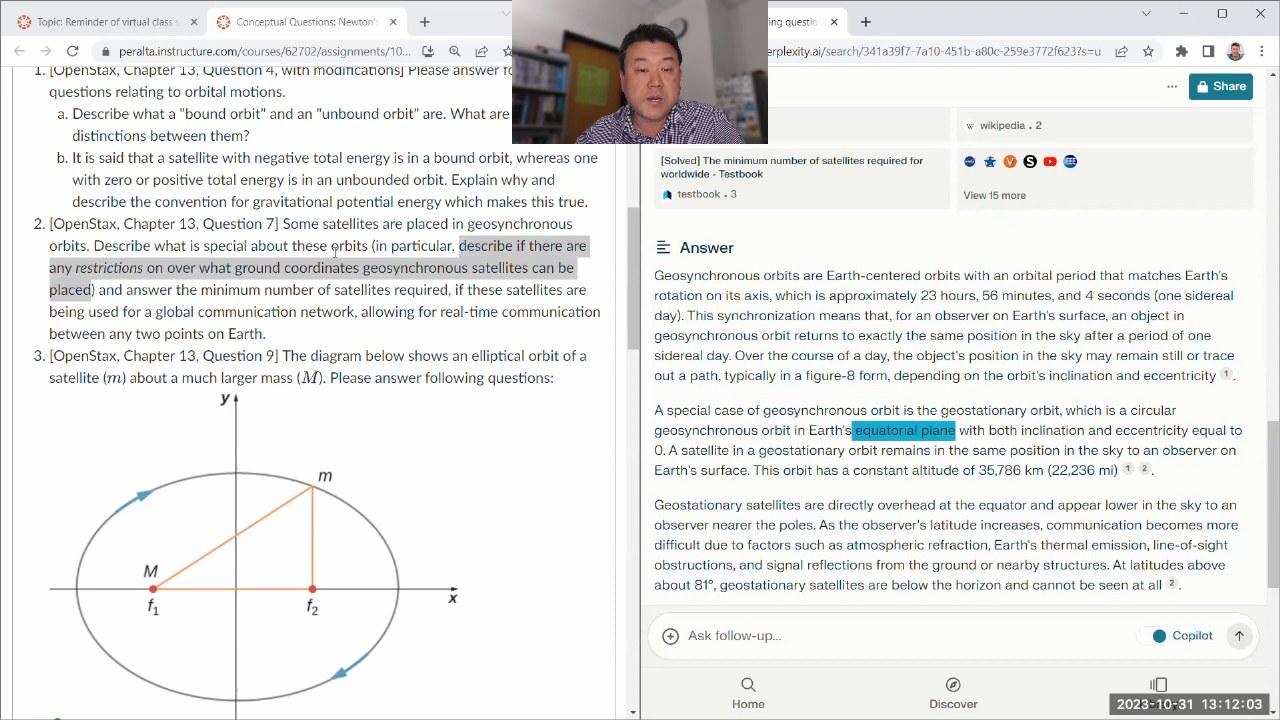 Topic: Reminder of virtual class s
Conceptual Questions: Newton's
ing question
peralta.instructure.com/courses/62702/assignments/10...
erplexity.ai/search/341a39f7-7a10-451b-a80c-259e3772f623?s=u
1. [OpenStax, Chapter 13, Question 4, with modifications] Please answer fo
questions relating to orbital motions.
a. Describe what a "bound orbit" and an "unbound orbit" are. What are
distinctions between them?
b. It is said that a satellite with negative total energy is in a bound orbit, whereas one
with zero or positive total energy is in an unbounded orbit. Explain why and
describe the convention for gravitational potential energy which makes this true.
2. [OpenStax, Chapter 13, Question 7] Some satellites are placed in geosynchronous
orbits. Describe what is special about these orbits (in particular, describe if there are
any restrictions on over what ground coordinates geosynchronous satellites can be
placed) and answer the minimum number of satellites required, if these satellites are
being used for a global communication network, allowing for real-time communication
between any two points on Earth.
3. [OpenStax, Chapter 13, Question 9] The diagram below shows an elliptical orbit of a
satellite (m) about a much larger mass (M). Please answer following questions:
y
m
M
f1
f2
x
Share
wikipedia . 2
[Solved] The minimum number of satellites required for
worldwide - Testbook
testbook . 3
View 15 more
Answer
Geosynchronous orbits are Earth-centered orbits with an orbital period that matches Earth's
rotation on its axis, which is approximately 23 hours, 56 minutes, and 4 seconds (one sidereal
day). This synchronization means that, for an observer on Earth's surface, an object in
geosynchronous orbit returns to exactly the same position in the sky after a period of one
sidereal day. Over the course of a day, the object's position in the sky may remain still or trace
out a path, typically in a figure-8 form, depending on the orbit's inclination and eccentricity 1.
A special case of geosynchronous orbit is the geostationary orbit, which is a circular
geosynchronous orbit in Earth's equatorial plane with both inclination and eccentricity equal to
0. A satellite in a geostationary orbit remains in the same position in the sky to an observer on
Earth's surface. This orbit has a constant altitude of 35,786 km (22,236 mi) 1 2.
Geostationary satellites are directly overhead at the equator and appear lower in the sky to an
observer nearer the poles. As the observer's latitude increases, communication becomes more
difficult due to factors such as atmospheric refraction, Earth's thermal emission, line-of-sight
obstructions, and signal reflections from the ground or nearby structures. At latitudes above
about 81°, geostationary satellites are below the horizon and cannot be seen at all 2.
Ask follow-up...
Copilot
Home
Discover
2023-10-31 13:12:03